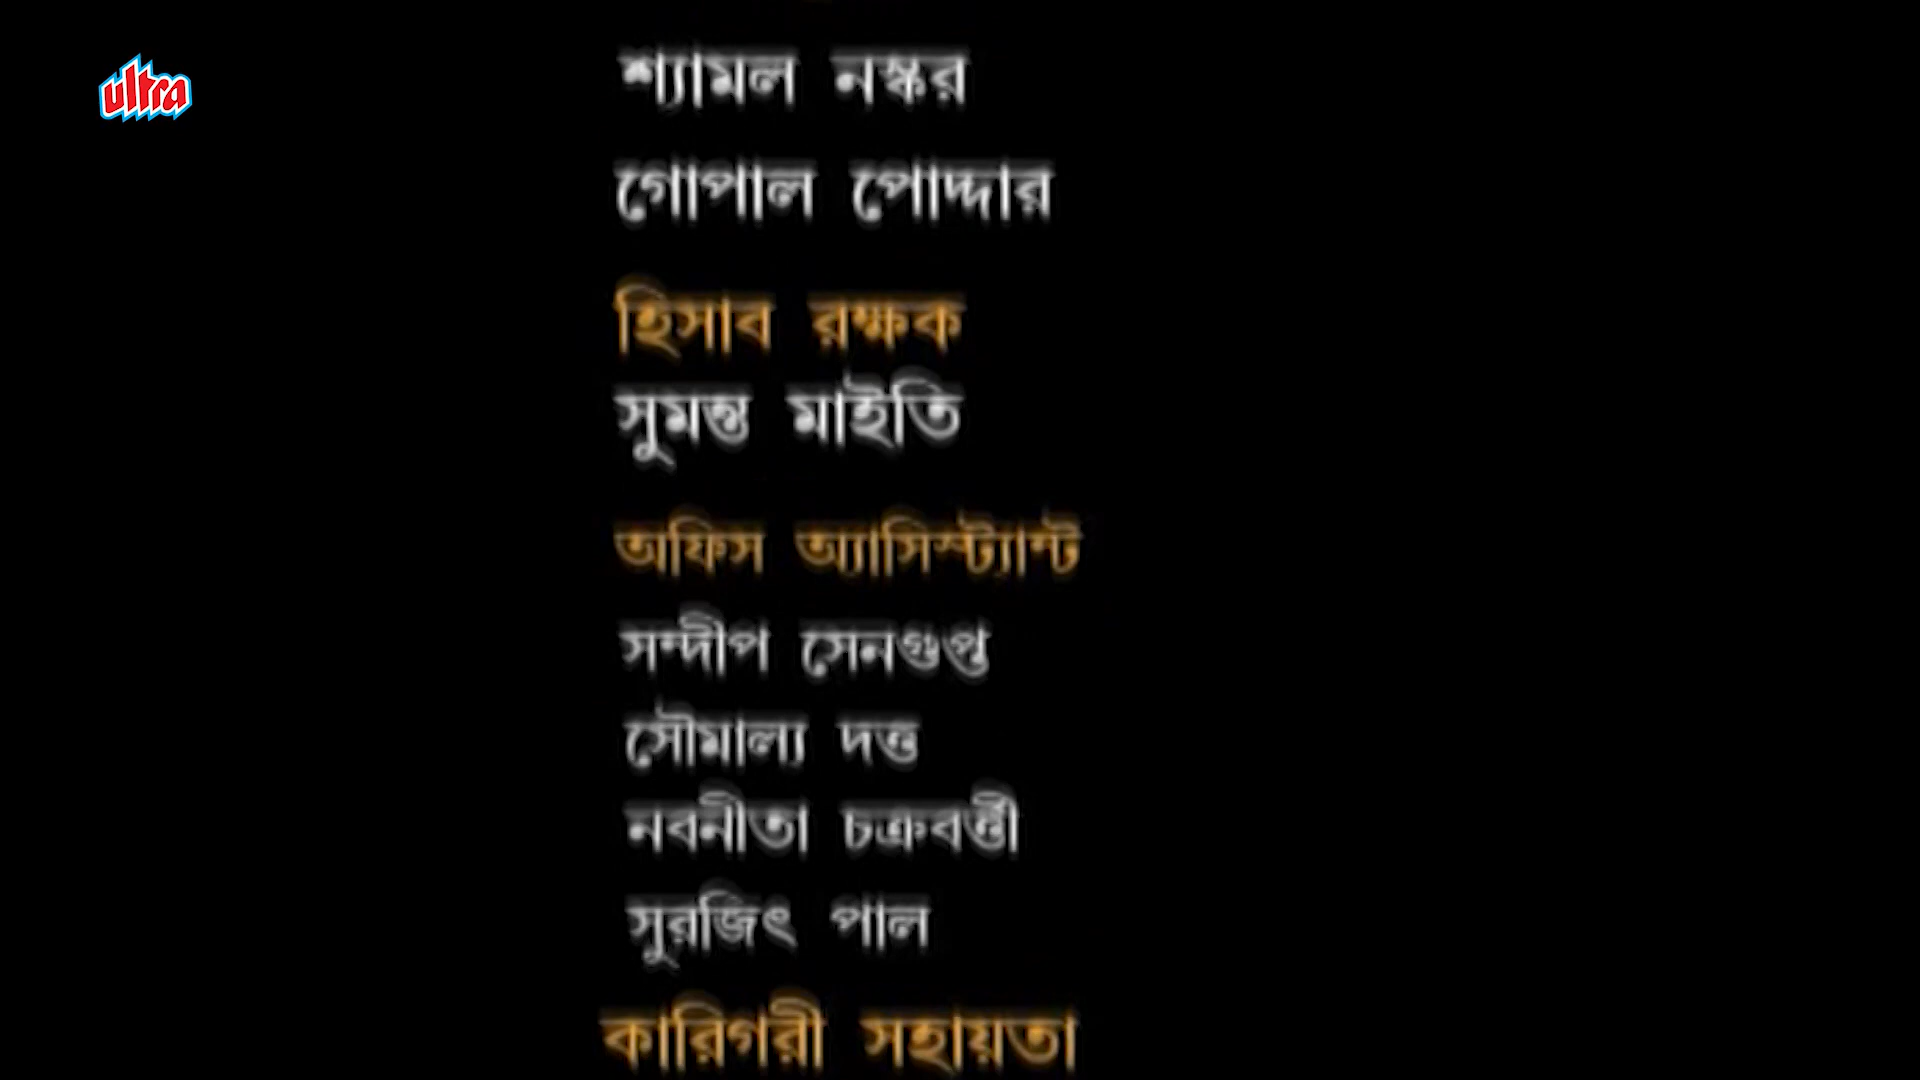 ultra
শ্যামল নস্কর
গোপাল পোদ্দার
হিসাব রক্ষক
সুমন্ত মাইতি
অফিস অ্যাসিস্ট্যান্ট
সন্দীপ সেনগুপ্ত
সৌমাল্য দত্ত
নবনীতা চক্রবর্ত্তী
সুরজিৎ পাল
কারিগরী সহায়তা